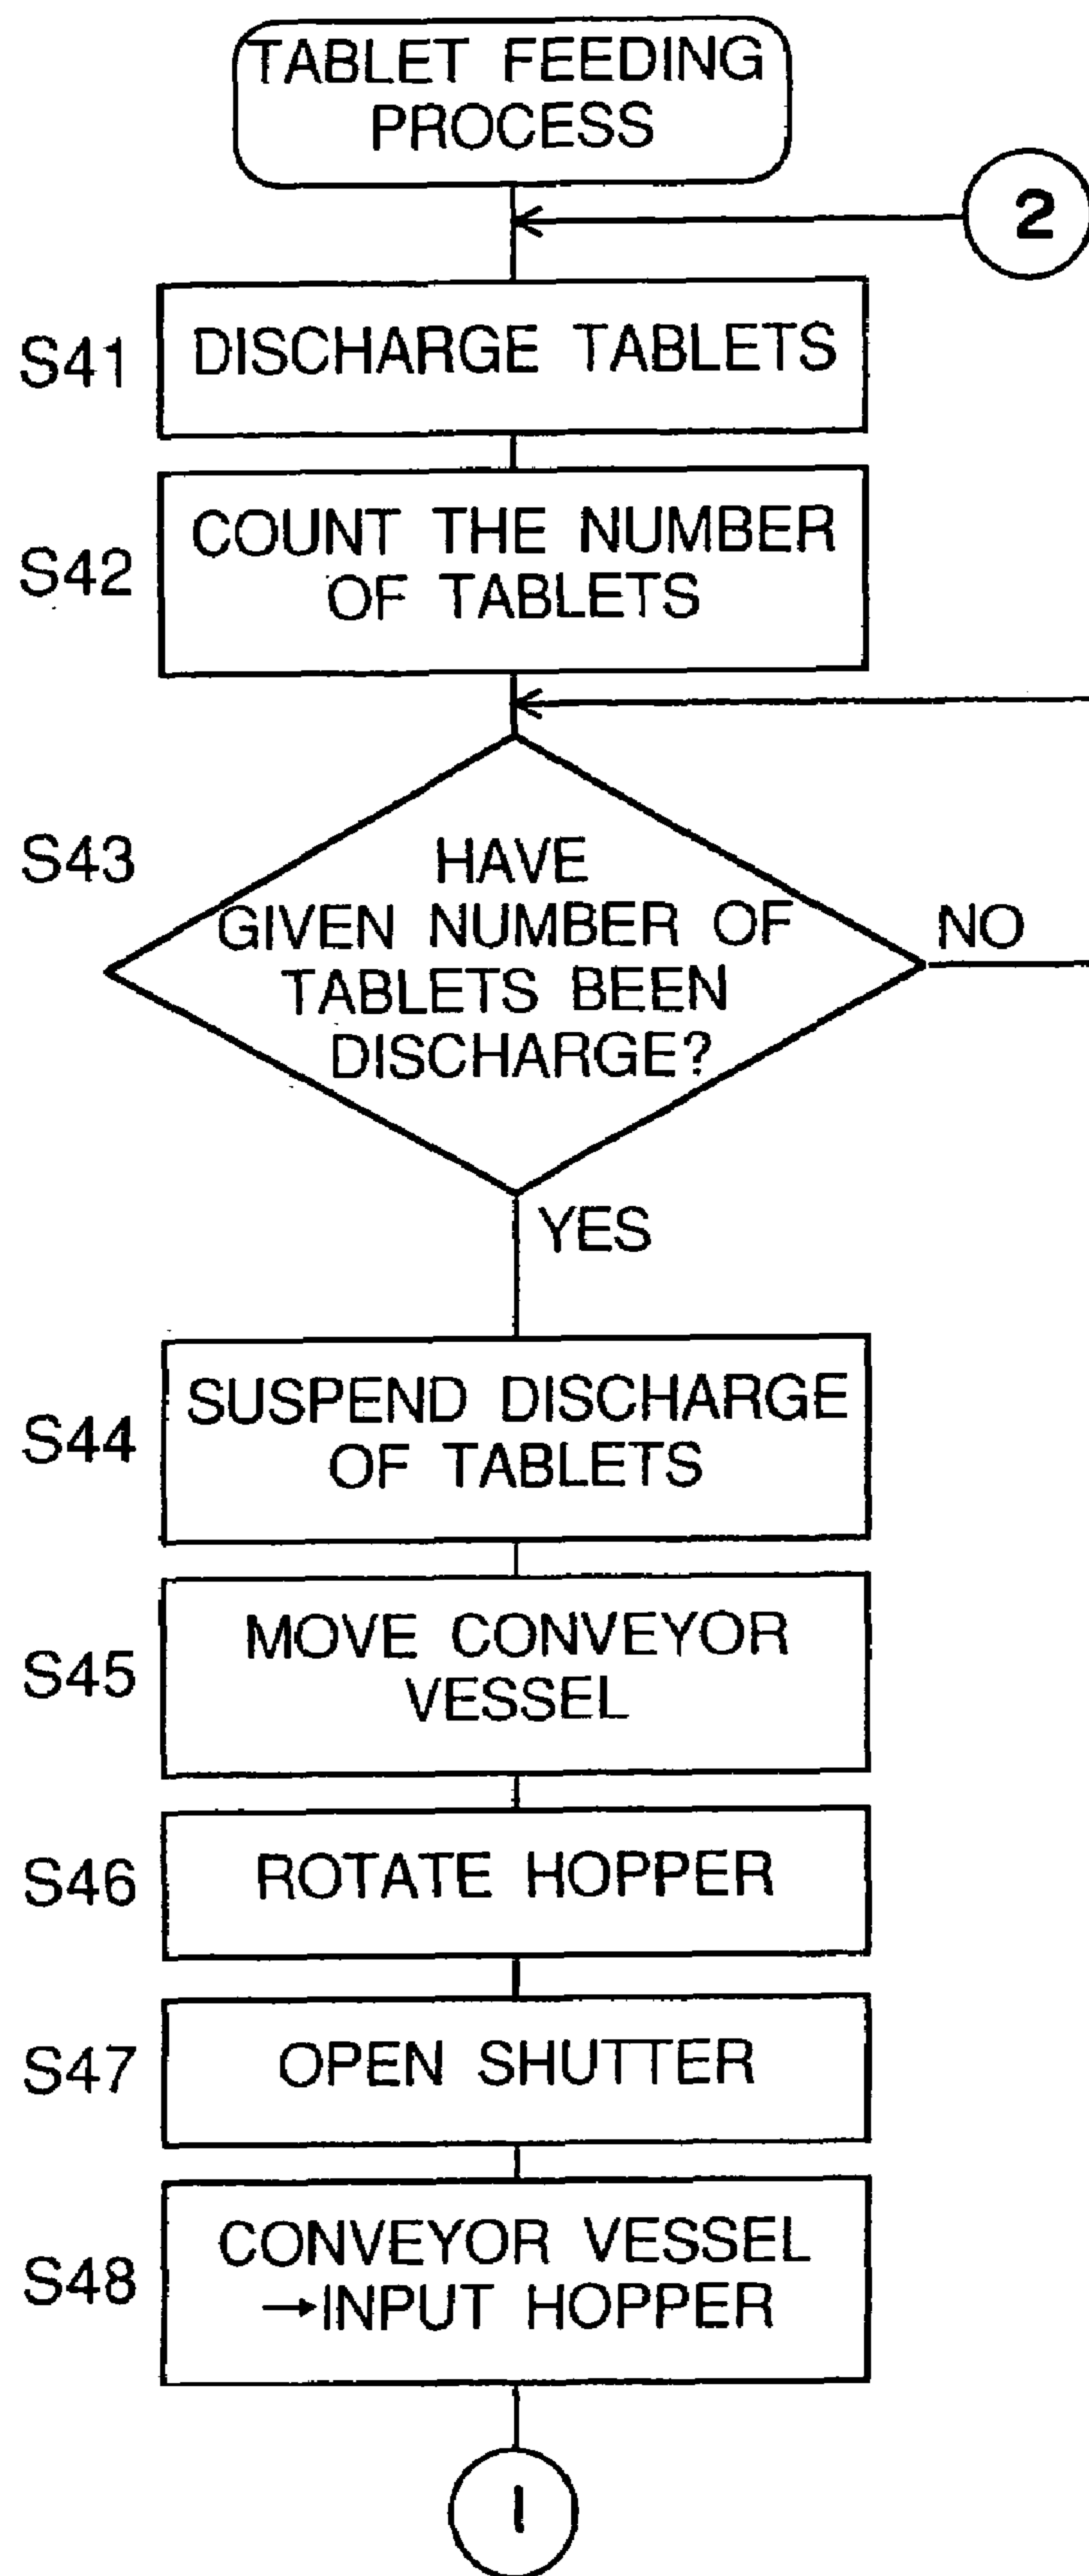 TABLET FEEDING
PROCESS
2
S41
DISCHARGE TABLETS
S42
COUNT THE NUMBER
OF TABLETS
S43
HAVE
GIVEN NUMBER OF
TABLETS BEEN
DISCHARGE?
NO
YES
S44
SUSPEND DISCHARGE
OF TABLETS
S45
MOVE CONVEYOR
VESSEL
S46
ROTATE HOPPER
S47
OPEN SHUTTER
S48
CONVEYOR VESSEL
→INPUT HOPPER
1